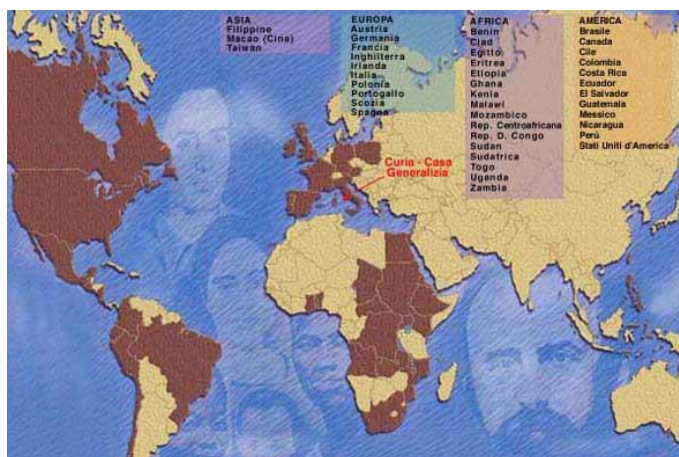 ASIA
Filippine
Macao (Cina)
Taiwan
EUROPA
Austria
Germania
Francia
Inghilterra
Irlanda
Italia
Polonia
Portogallo
Scozia
Spagna
AFRICA
Benin
Ciad
Egitto
Eritrea
Etiopia
Ghana
Kenia
Malawi
Mozambico
Rep. Centroafricana
Rep. D. Congo
Sudan
Sudafrica
Togo
Uganda
Zambia
AMERICA
Brasile
Canada
Cile
Colombia
Costa Rica
Ecuador
El Salvador
Guatemala
Messico
Nicaragua
Perù
Stati Uniti d'America
Curia - Casa
Generalizia